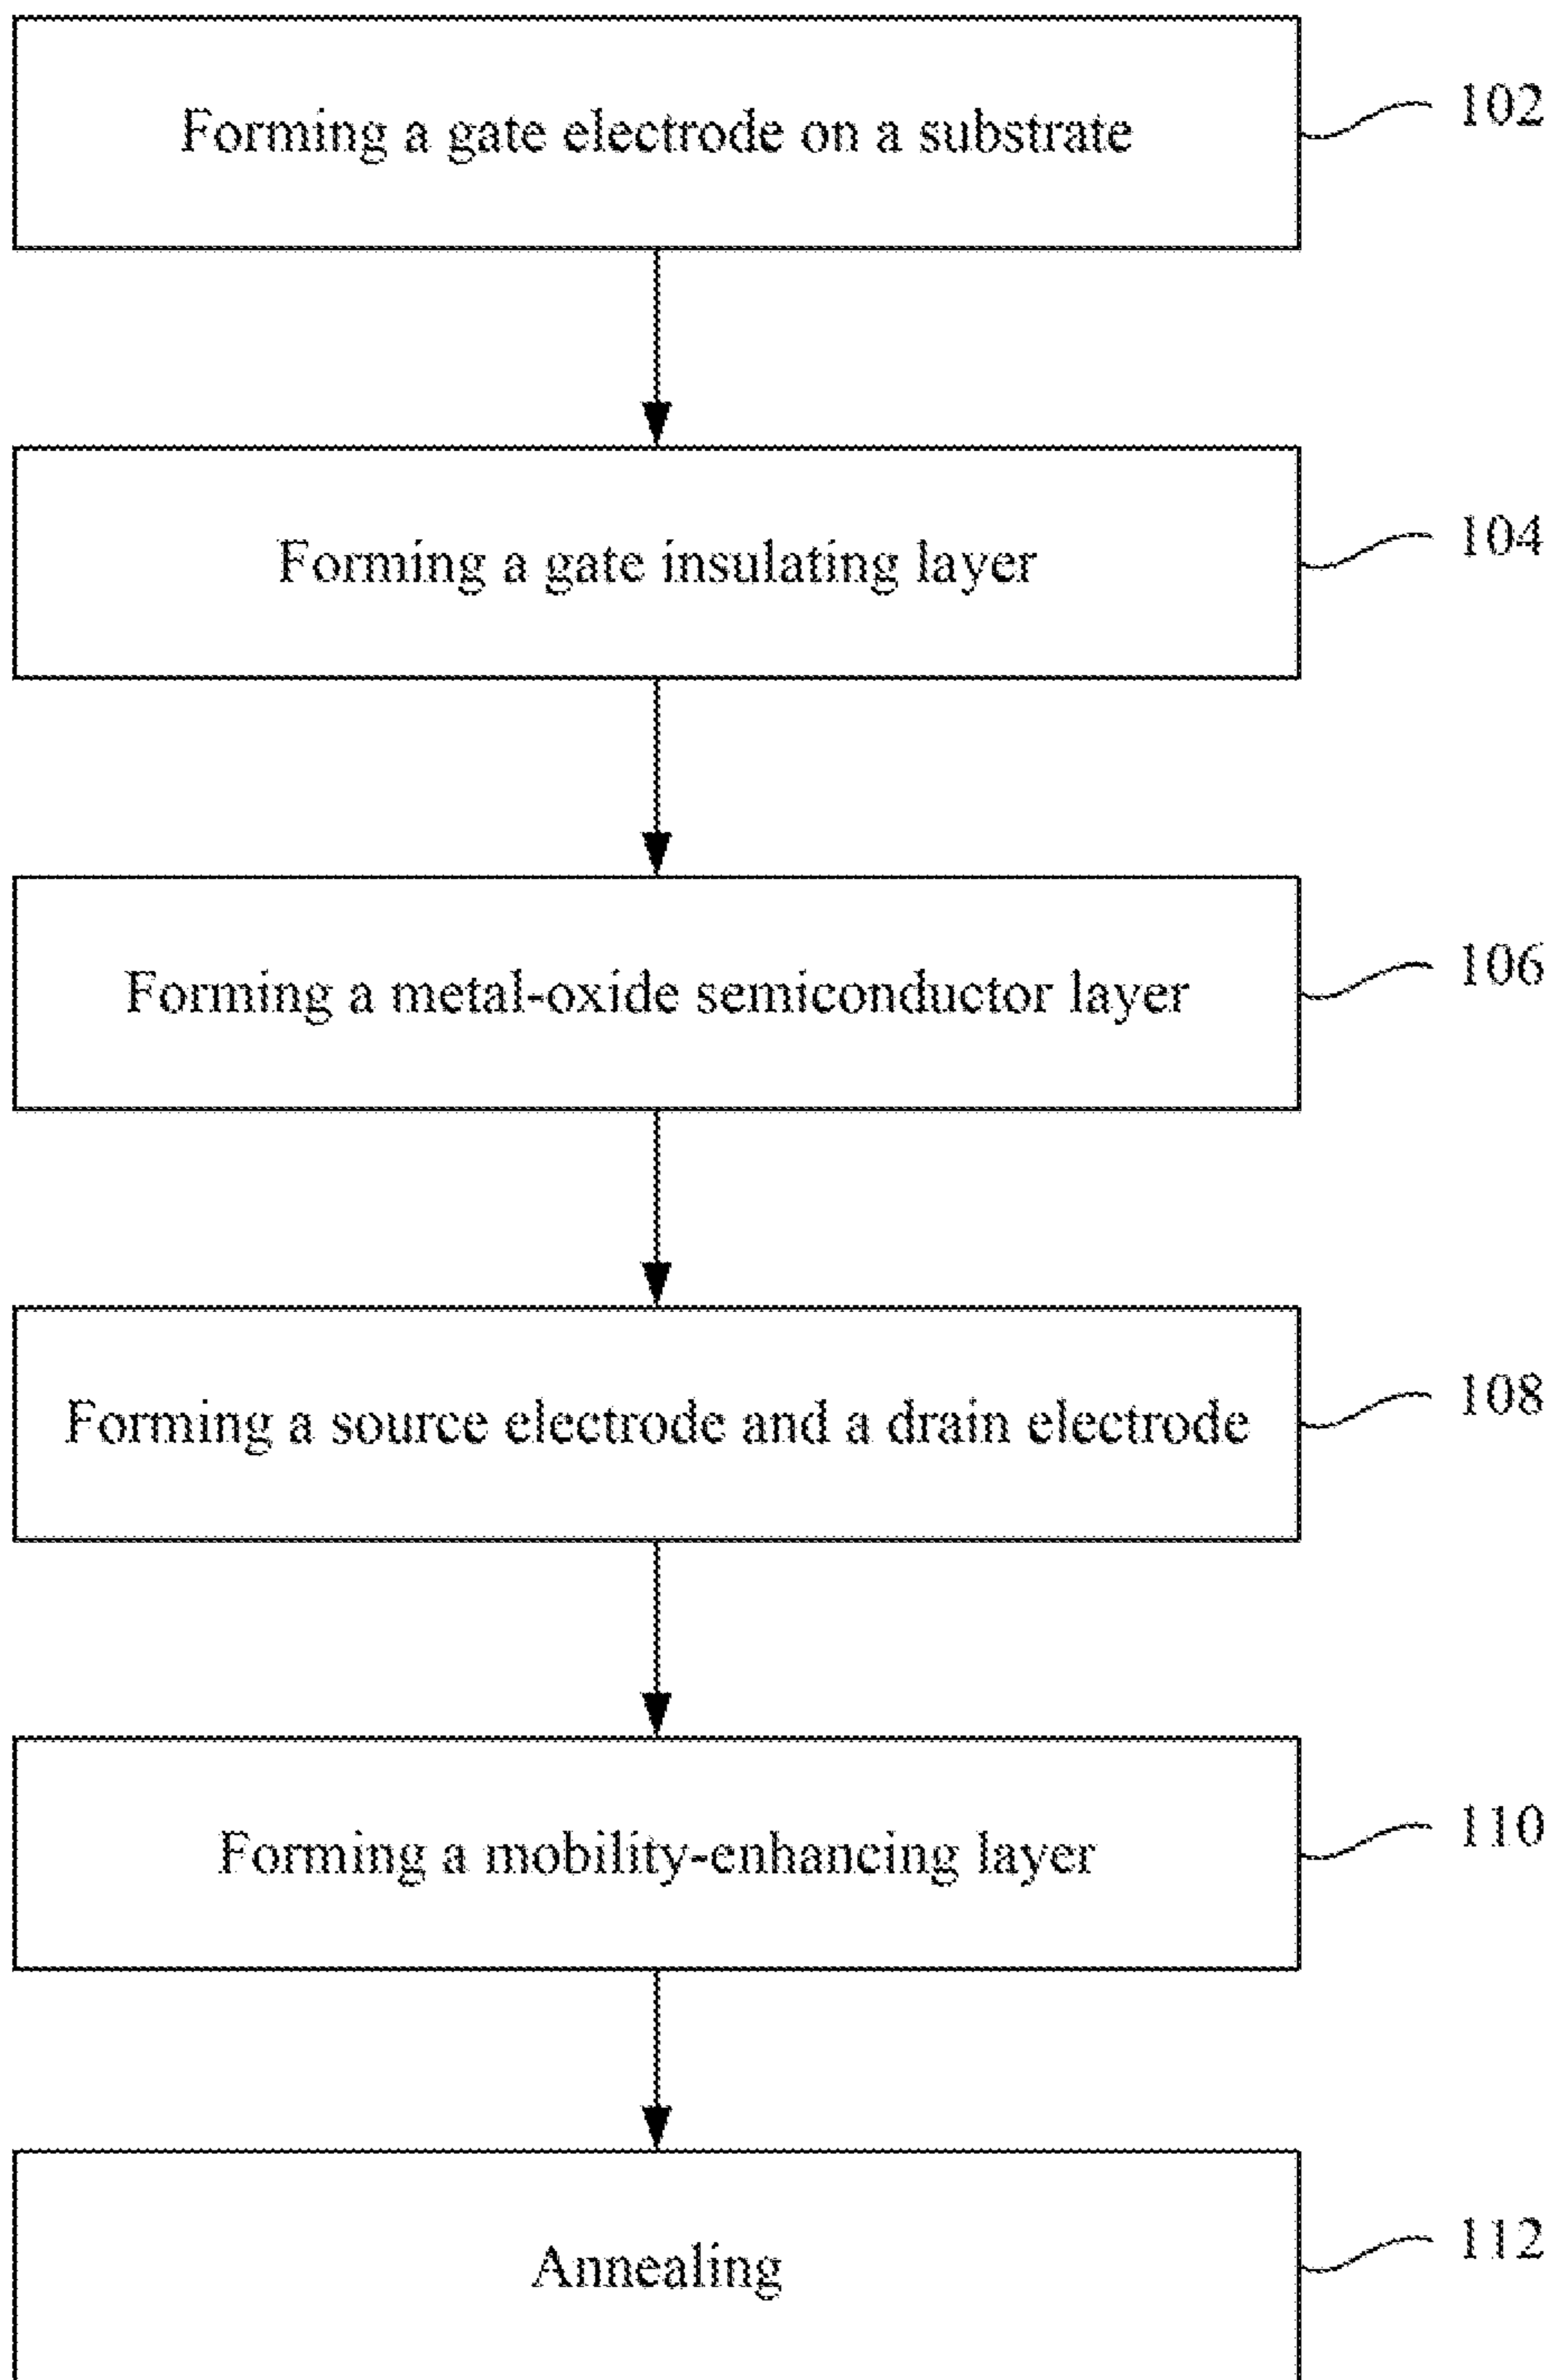 Forming a gate electrode on a substrate
102
Forming a gate insulating layer
104
Forming a metal-oxide semiconductor layer
106
Forming a source electrode and a drain electrode
108
Forming a mobility-enhancing layer
110
Annealing
112